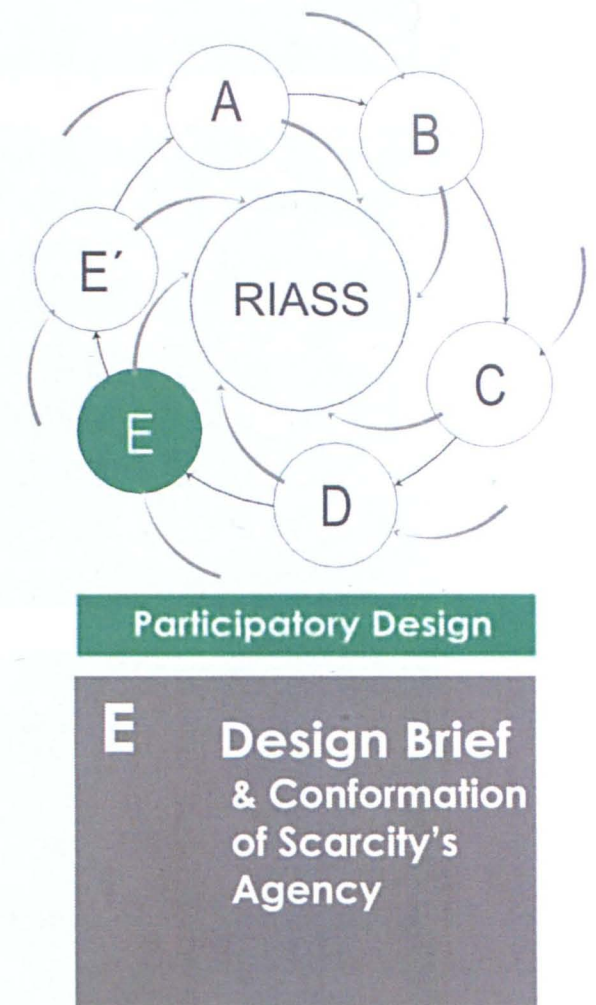 A
B
E´
RIASS
C
E
D
Participatory Design
E
Design Brief
& Conformation
of Scarcity's
Agency